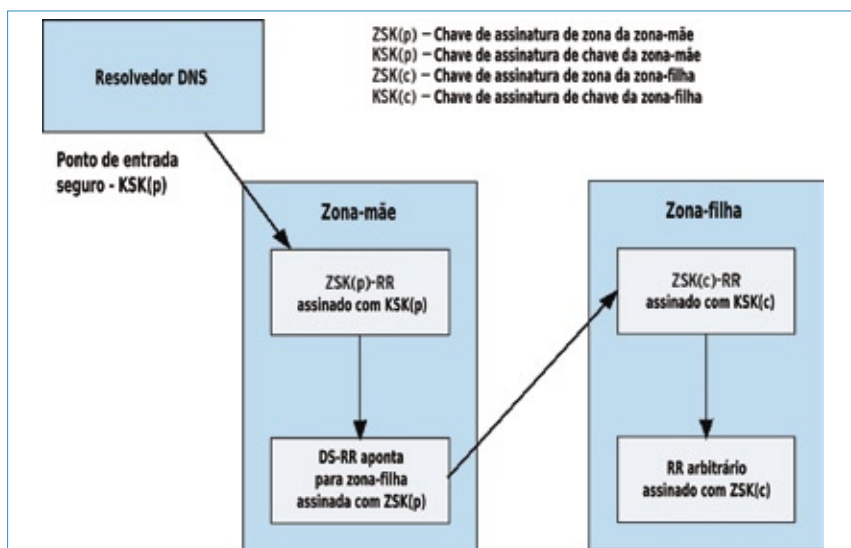 ZSK(p) – Chave de assinatura de zona da zona-mãe
KSK(p) – Chave de assinatura de chave da zona-mãe
ZSK(c) – Chave de assinatura de zona da zona-filha
KSK(c) – Chave de assinatura de chave da zona-filha
Resolvedor DNS
Ponto de entrada
seguro - KSK(p)
Zona-mãe
ZSK(p)-RR
assinado com KSK(p)
DS-RR aponta
para zona-filha
assinada com ZSK(p)
Zona-filha
ZSK(c)-RR
assinado com KSK(c)
RR arbitrário
assinado com ZSK(c)